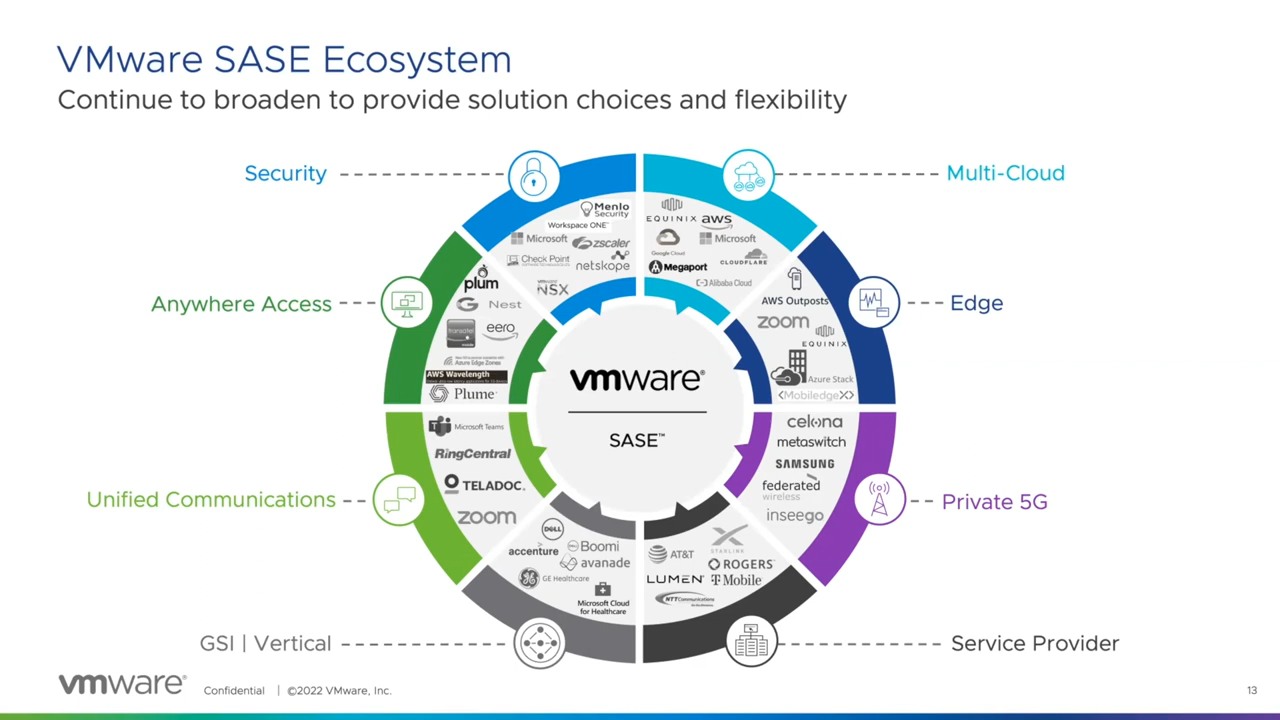 VMware SASE Ecosystem
Continue to broaden to provide solution choices and flexibility
Security
Menlo
Security
Workspace ONE™
Microsoft
zscaler
Check Point
netskope
NSX
Multi-Cloud
EQUINIX
aws
Google Cloud
Microsoft
CLOUDFLARE
Megaport
Alibaba Cloud
Anywhere Access
plum
G Nest
transatel
eero
Azure Edge Zones
AWS Wavelength
Plume
Edge
AWS Outposts
zoom
EQUINIX
Azure Stack
<MobiledgeX>
vmware®
SASE™
Unified Communications
Microsoft Teams
RingCentral
TELADOC.
zoom
Private 5G
celona
metaswitch
SAMSUNG
federated
wireless
inseego
GSI | Vertical
DELL
accenture
Boomi
avanade
GE Healthcare
Microsoft Cloud
for Healthcare
Service Provider
STARLINK
AT&T
ROGERS™
LUMEN®
T Mobile
NTT Communications
vmware®
Confidential | ©2022 VMware, Inc.
13